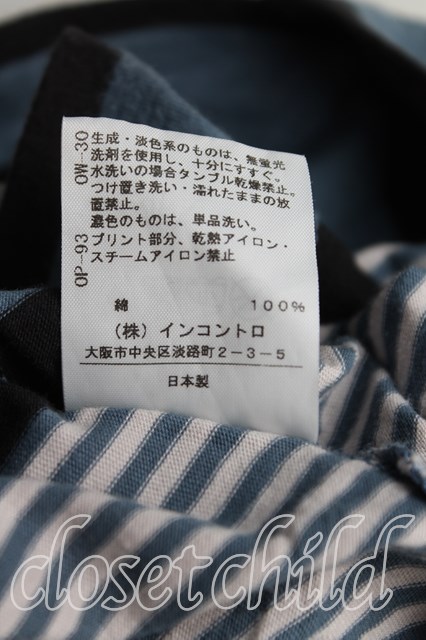 OW-30
生成・淡色系のものは、無蛍光
洗剤を使用し、十分にすすぐ。
水洗いの場合タンブル乾燥禁止。
つけ置き洗い・濡れたままの放
置禁止。
濃色のものは、単品洗い。
OP-93
プリント部分、乾熱アイロン・
スチームアイロン禁止
綿 100%
(株)インコントロ
大阪市中央区淡路町2-3-5
日本製
closetchild